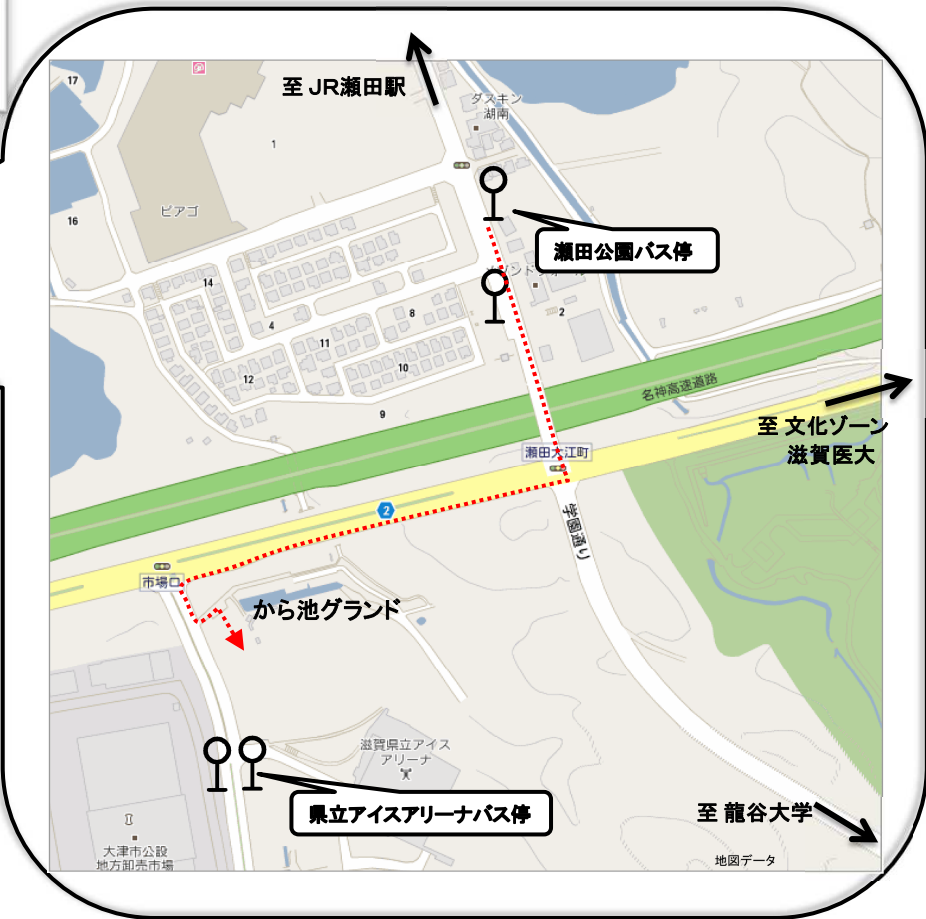 17
至 JR瀬田駅
ダスキン
湖南
1
ピアゴ
16
瀬田公園バス停
14
8
2
4
11
10
12
名神高速道路
9
至 文化ゾーン
滋賀医大
瀬田大江町
2
学園通り
市場口
から池グランド
滋賀県立アイス
アリーナ
県立アイスアリーナバス停
至 龍谷大学
大津市公設
地方卸売市場
地図データ